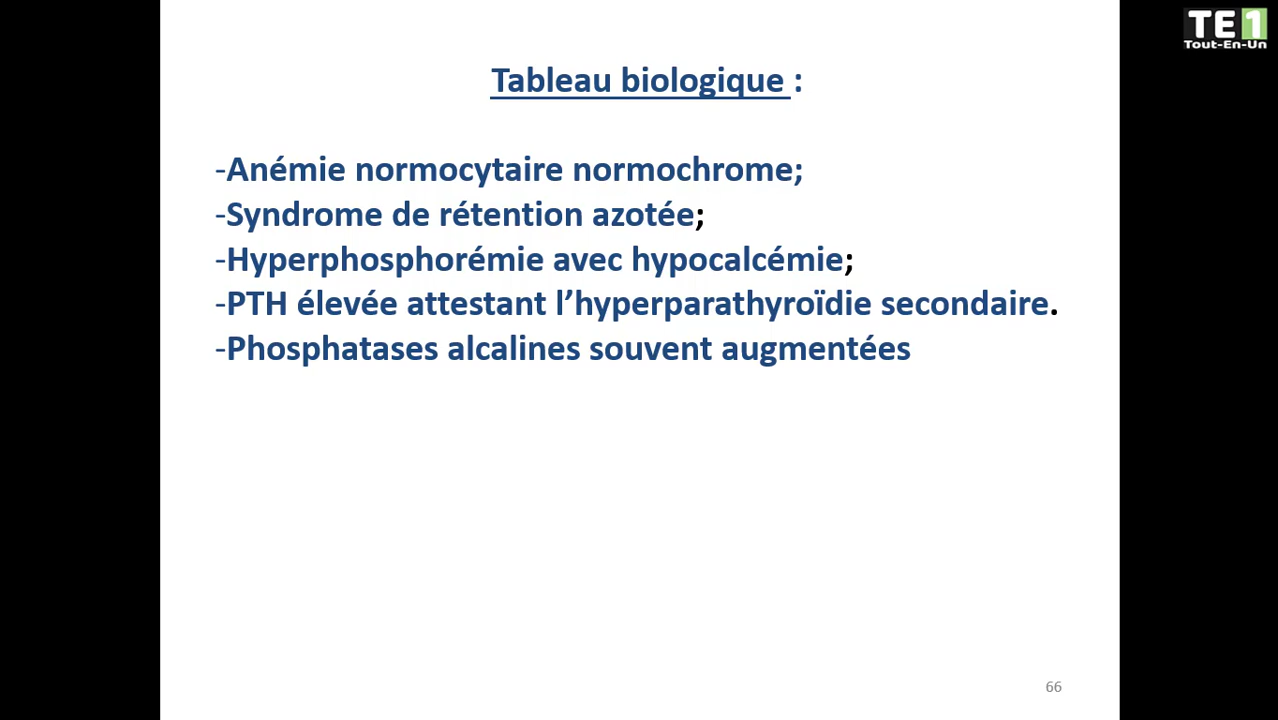 TE1
Tout-En-Un
Tableau biologique :
-Anémie normocytaire normochrome;
-Syndrome de rétention azotée;
-Hyperphosphorémie avec hypocalcémie;
-PTH élevée attestant l’hyperparathyroïdie secondaire.
-Phosphatases alcalines souvent augmentées
66